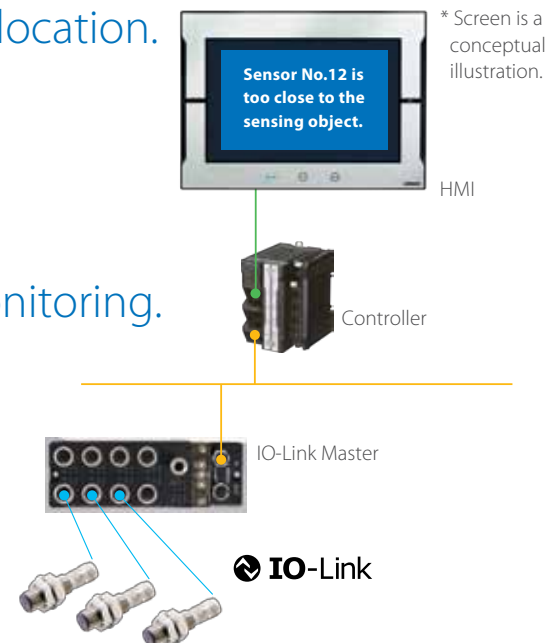 location.
* Screen is a
conceptual
illustration.
Sensor No.12 is
too close to the
sensing object.
HMI
onitoring.
Controller
IO-Link Master
IO-Link